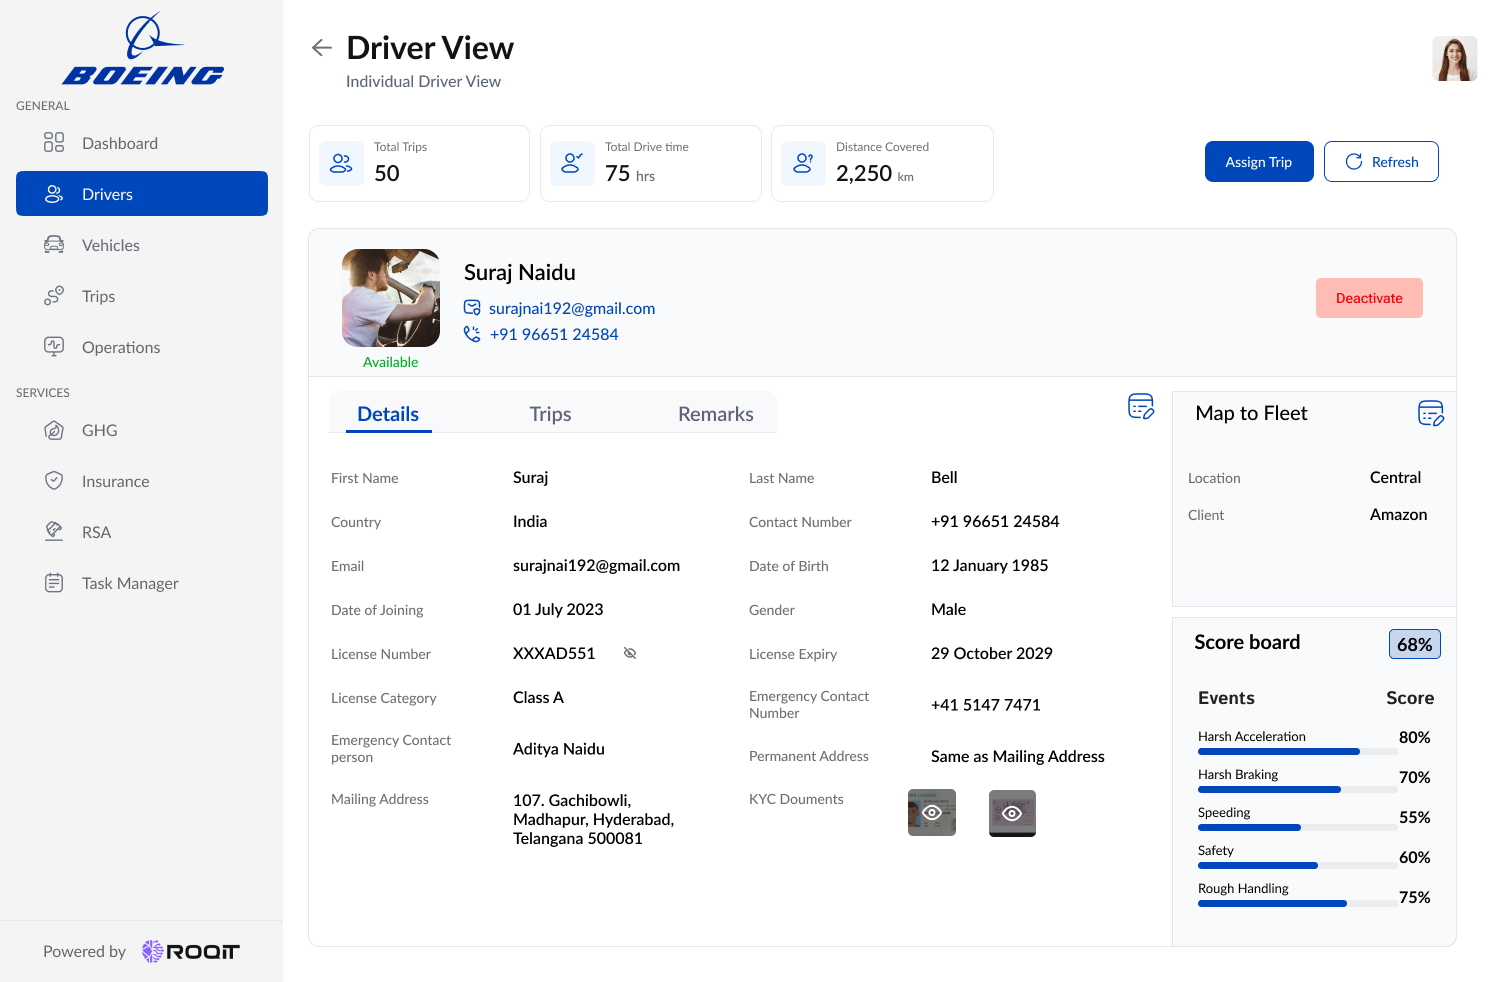 BOEING
GENERAL
Dashboard
Drivers
Vehicles
Trips
Operations
SERVICES
GHG
Insurance
RSA
Task Manager
Powered by ROQIT
Driver View
Individual Driver View
Total Trips
50
Total Drive time
75 hrs
Distance Covered
2,250 km
Assign Trip
Refresh
Suraj Naidu
surajnai192@gmail.com
+91 96651 24584
Available
Deactivate
Details Trips Remarks
First Name Suraj Last Name Bell
Country India Contact Number +91 96651 24584
Email surajnai192@gmail.com Date of Birth 12 January 1985
Date of Joining 01 July 2023 Gender Male
License Number XXXAD551 License Expiry 29 October 2029
License Category Class A Emergency Contact
Number +41 5147 7471
Emergency Contact
person Aditya Naidu Permanent Address Same as Mailing Address
Mailing Address 107. Gachibowli,
Madhapur, Hyderabad,
Telangana 500081
KYC Douments
Map to Fleet
Location Central
Client Amazon
Score board 68%
Events Score
Harsh Acceleration 80%
Harsh Braking 70%
Speeding 55%
Safety 60%
Rough Handling 75%